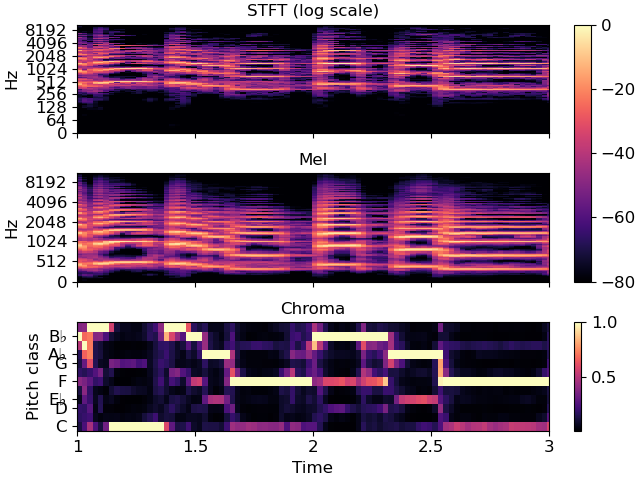 STFT (log scale)
Hz
8192
4096
2048
1024
512
256
128
64
0
Mel
Hz
8192
4096
2048
1024
512
0
0
−20
−40
−60
−80
Chroma
Pitch class
B♭
A♭
G
F
E♭
D
C
1
1.5
2
2.5
3
Time
1.0
0.5